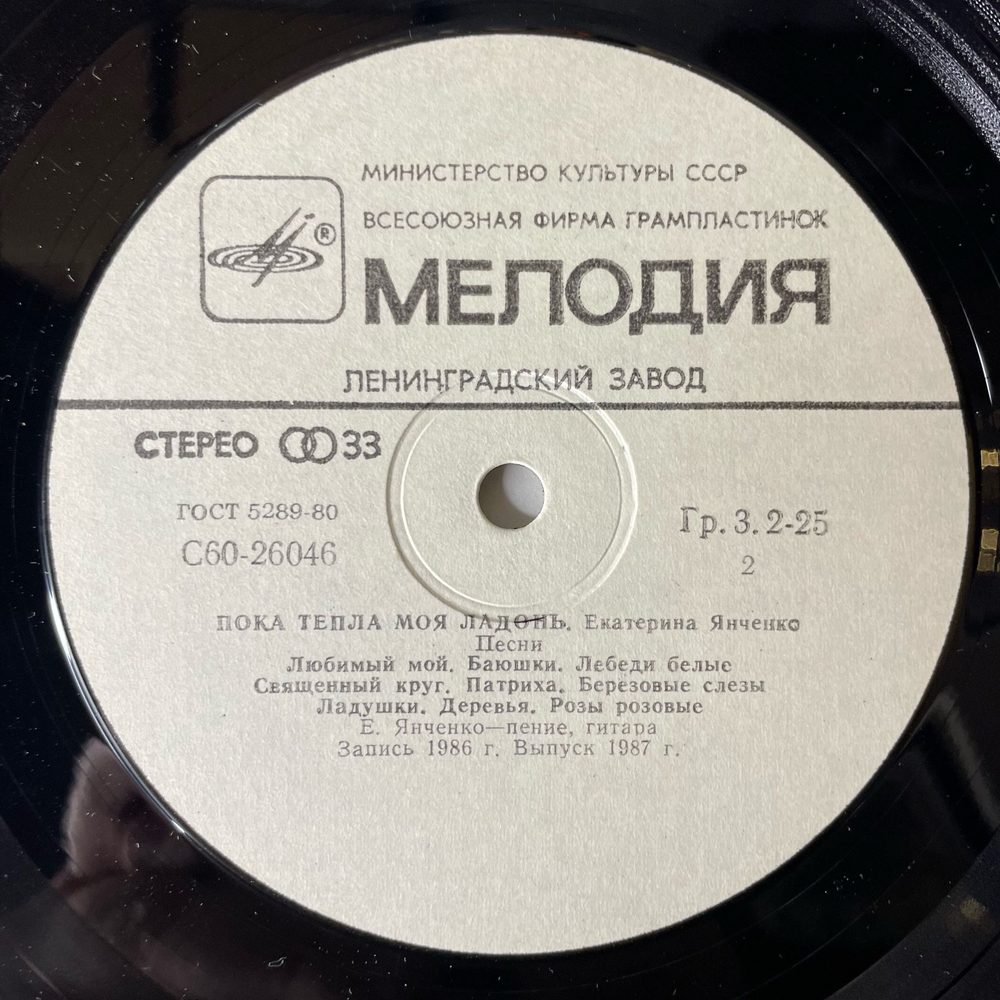 МИНИСТЕРСТВО КУЛЬТУРЫ СССР
ВСЕСОЮЗНАЯ ФИРМА ГРАМПЛАСТИНОК
®
МЕЛОДИЯ
ЛЕНИНГРАДСКИЙ ЗАВОД
СТЕРЕО 33
ГОСТ 5289-80
С60-26046
Гр. 3. 2-25
2
ПОКА ТЕПЛА МОЯ ЛАДОНЬ. Екатерина Янченко
Песни
Любимый мой. Баюшки. Лебеди белые
Священный круг. Патриха. Березовые слезы
Ладушки. Деревья. Розы розовые
Е. Янченко—пение, гитара
Запись 1986 г. Выпуск 1987 г.